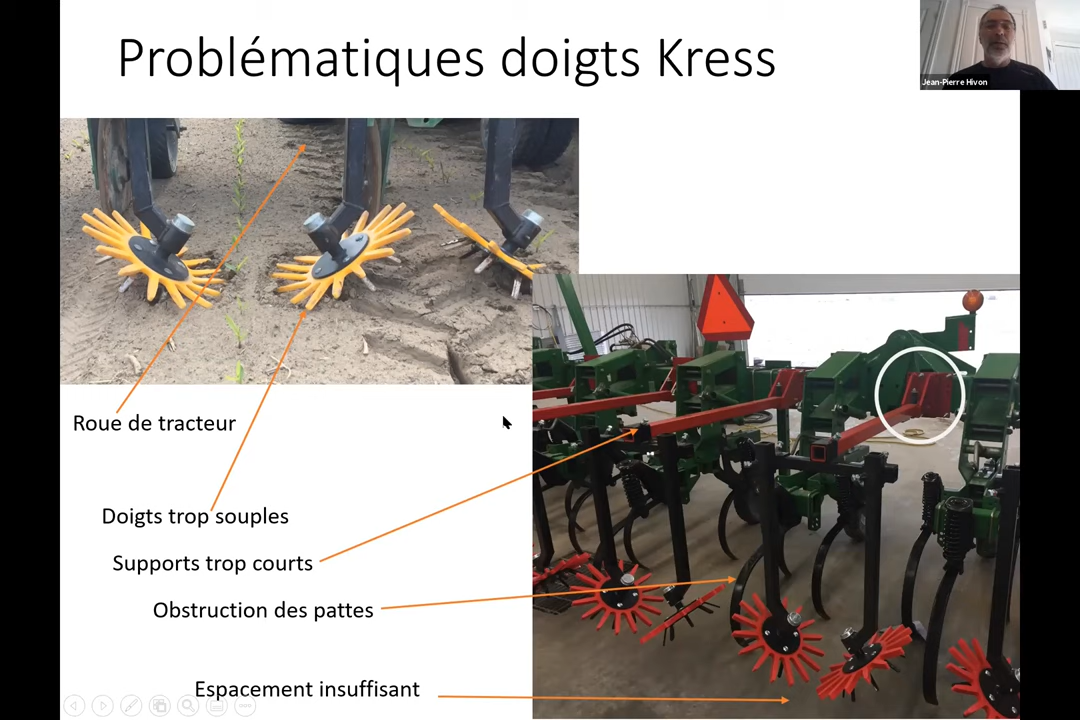 Problématiques doigts Kress
Jean-Pierre Hivon
Roue de tracteur
Doigts trop souples
Supports trop courts
Obstruction des pattes
Espacement insuffisant